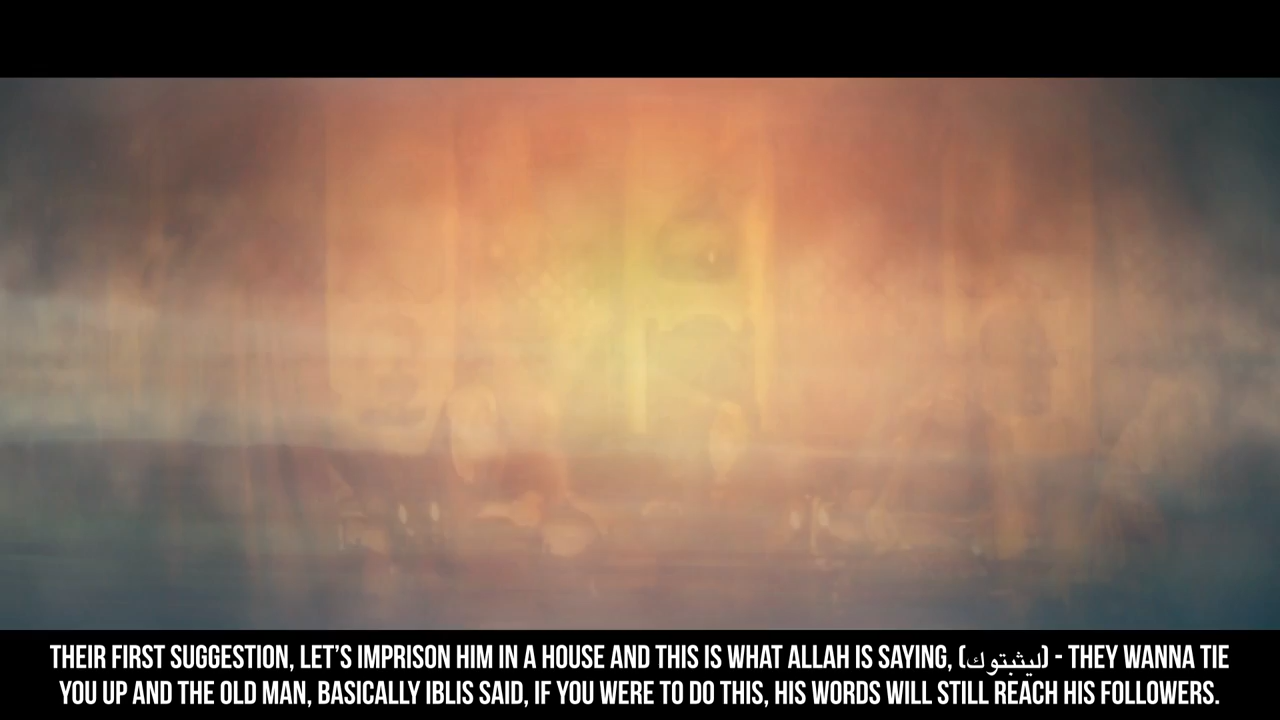 THEIR FIRST SUGGESTION, LET'S IMPRISON HIM IN A HOUSE AND THIS IS WHAT ALLAH IS SAYING, (ليثبتوك) - THEY WANNA TIE
YOU UP AND THE OLD MAN, BASICALLY IBLIS SAID, IF YOU WERE TO DO THIS, HIS WORDS WILL STILL REACH HIS FOLLOWERS.